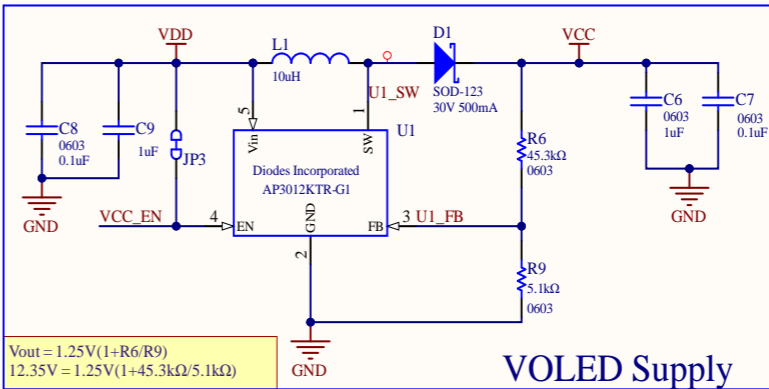 VDD
L1
10uH
D1
SOD-123
30V 500mA
VCC
U1_SW
C8
0603
0.1uF
C9
1uF
JP3
5
Vin
1
SW
U1
Diodes Incorporated
AP3012KTR-G1
R6
45.3kΩ
0603
C6
0603
1uF
C7
0603
0.1uF
GND
GND
VCC_EN
4
EN
GND
2
FB
3
U1_FB
R9
5.1kΩ
0603
GND
Vout = 1.25V(1+R6/R9)
12.35V = 1.25V(1+45.3kΩ/5.1kΩ)
VOLED Supply